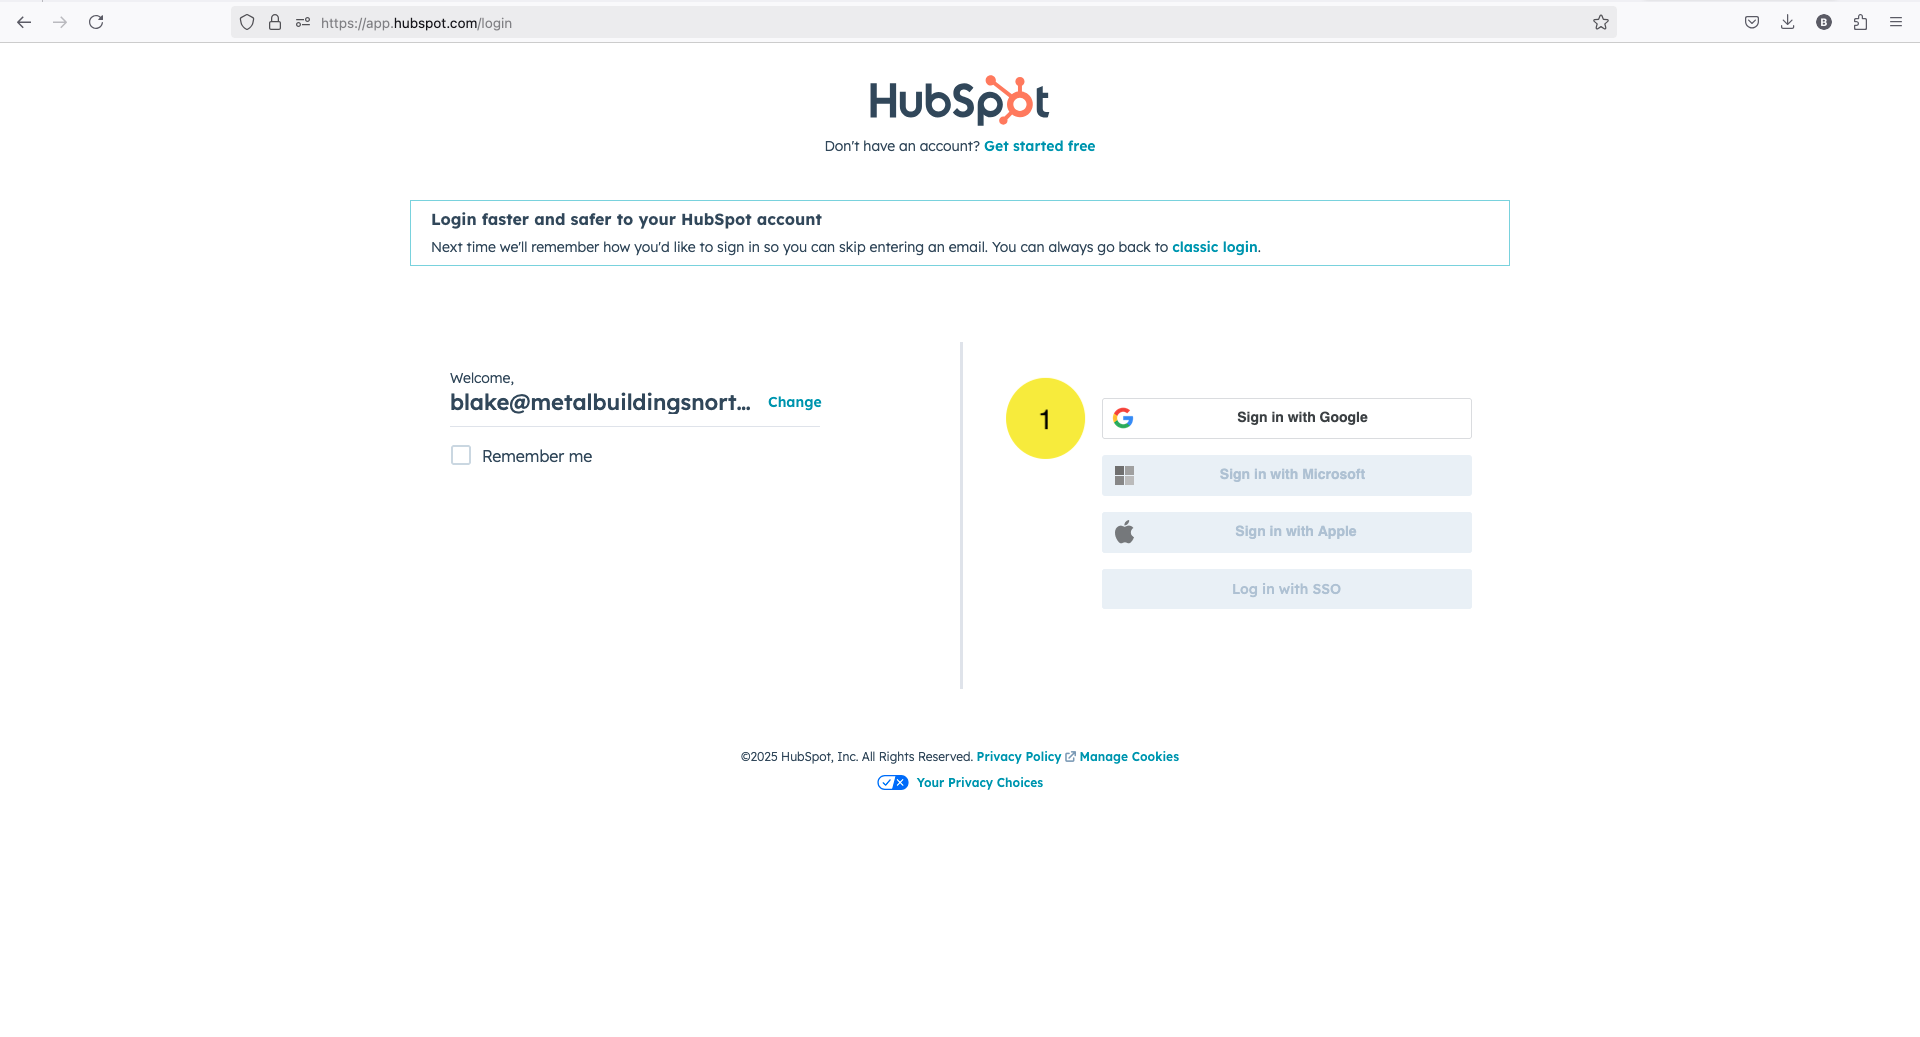 https://app.hubspot.com/login
HubSpot
Don't have an account? Get started free
Login faster and safer to your HubSpot account
Next time we'll remember how you'd like to sign in so you can skip entering an email. You can always go back to classic login.
Welcome,
blake@metalbuildingsnort... Change
Remember me
1
Sign in with Google
Sign in with Microsoft
Sign in with Apple
Log in with SSO
©2025 HubSpot, Inc. All Rights Reserved. Privacy Policy Manage Cookies
Your Privacy Choices
B